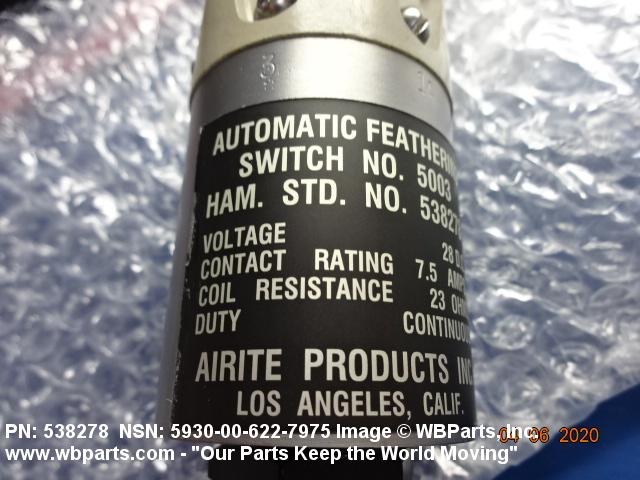 AUTOMATIC FEATHERIN
SWITCH NO. 5003
HAM. STD. NO. 53827
VOLTAGE 28 D.
CONTACT RATING 7.5 AMP
COIL RESISTANCE 23 OHM
DUTY CONTINUOU
AIRITE PRODUCTS INC
LOS ANGELES, CALIF.
PN: 538278 NSN: 5930-00-622-7975 Image © WBParts, Inc.
04 06 2020
www.wbparts.com - "Our Parts Keep the World Moving"